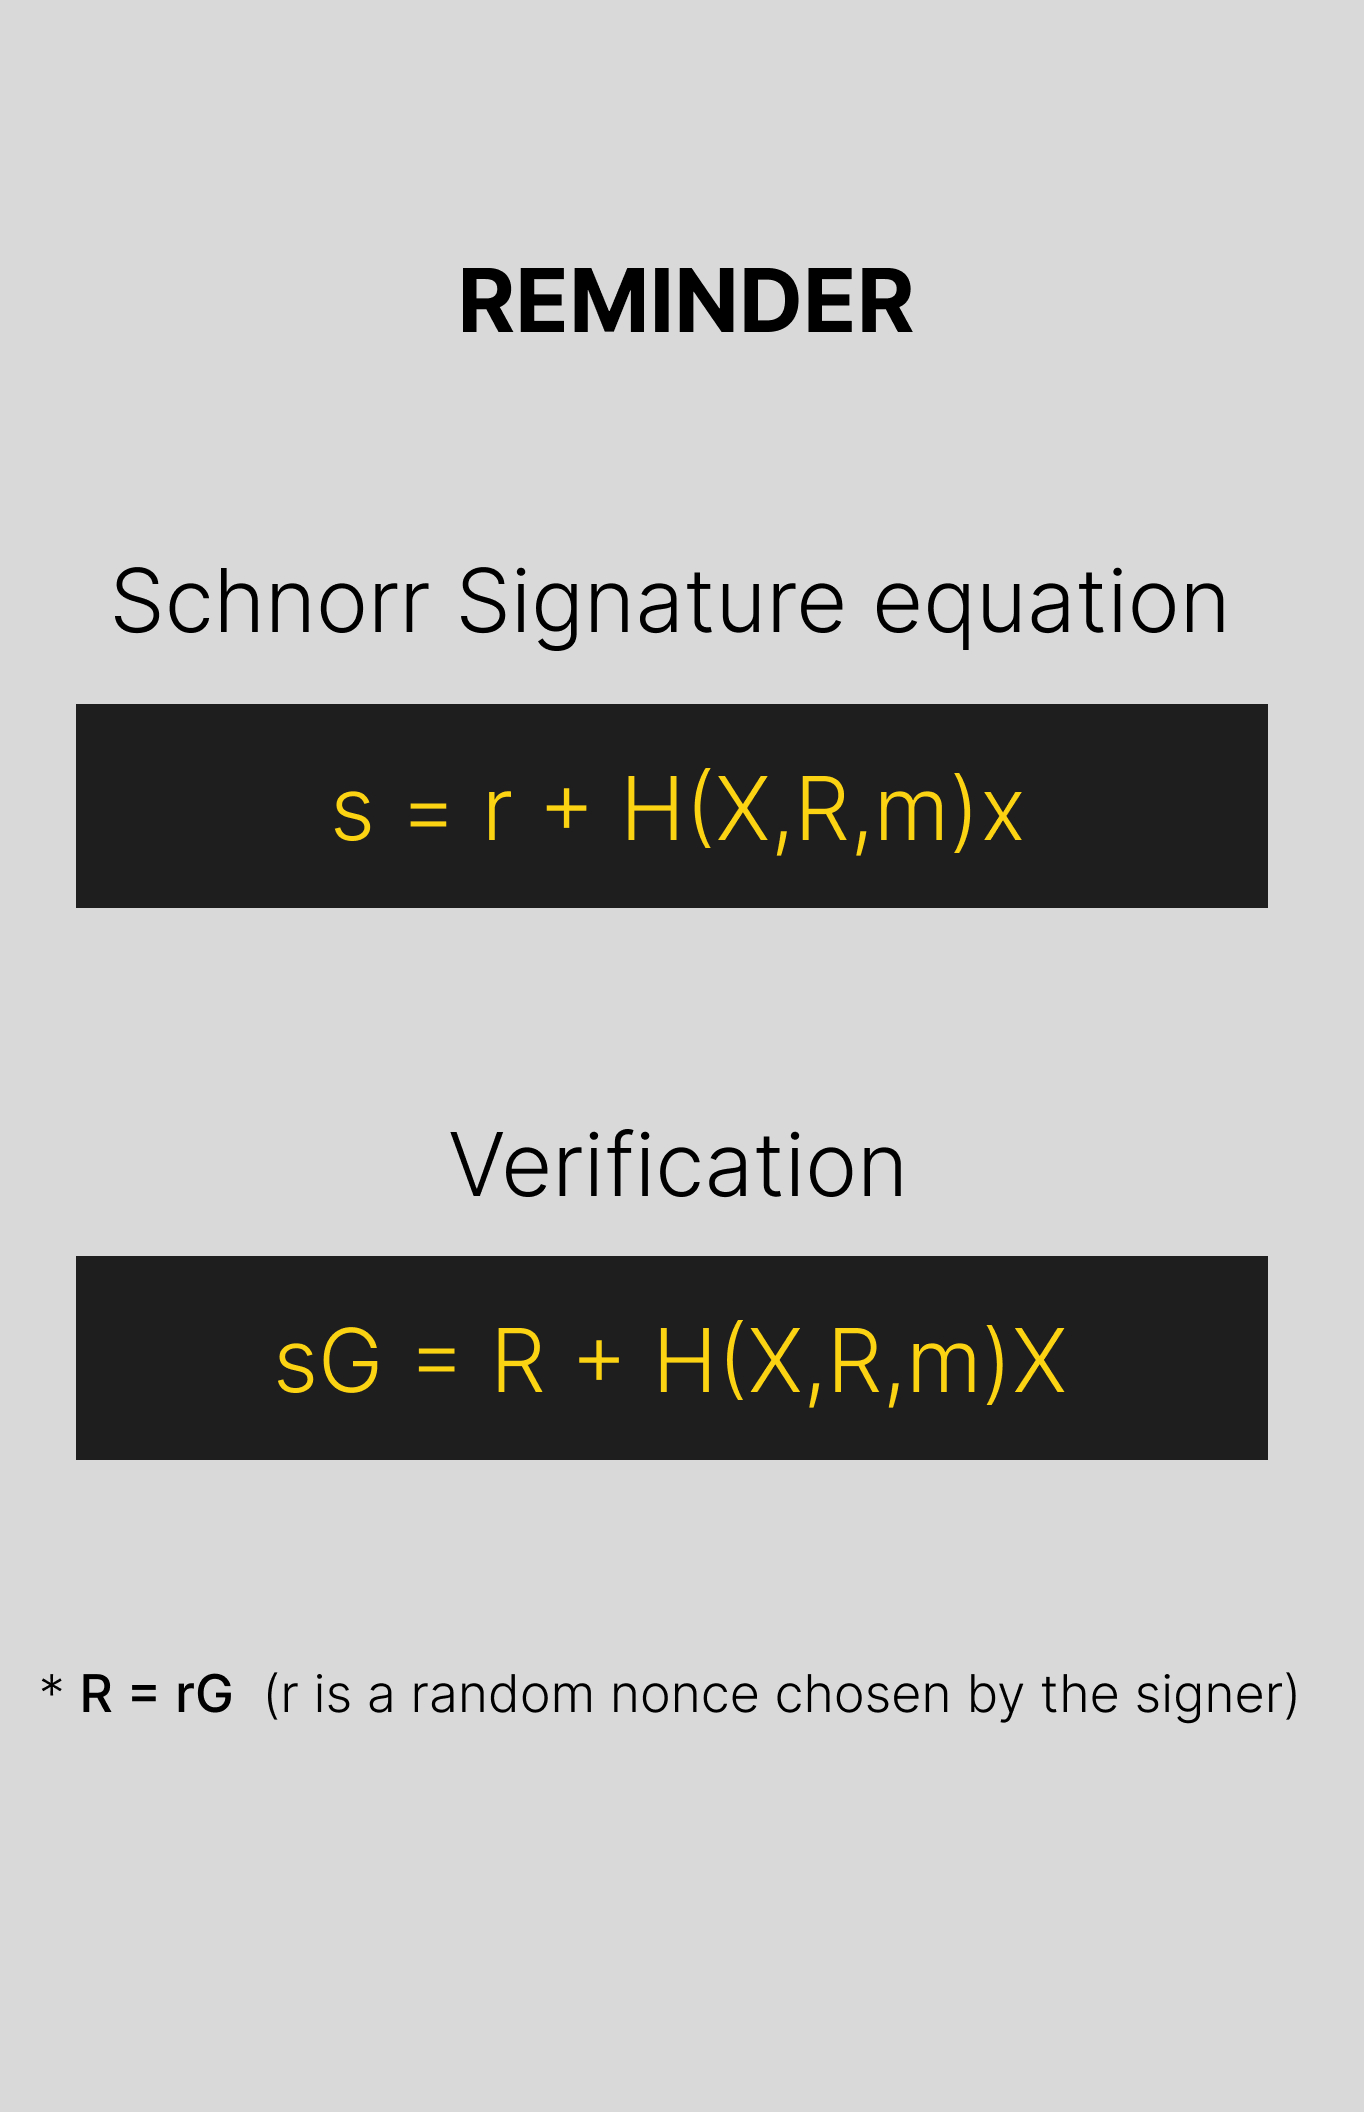 REMINDER
Schnorr Signature equation
s = r + H(X,R,m)x
Verification
sG = R + H(X,R,m)X
* R = rG (r is a random nonce chosen by the signer)